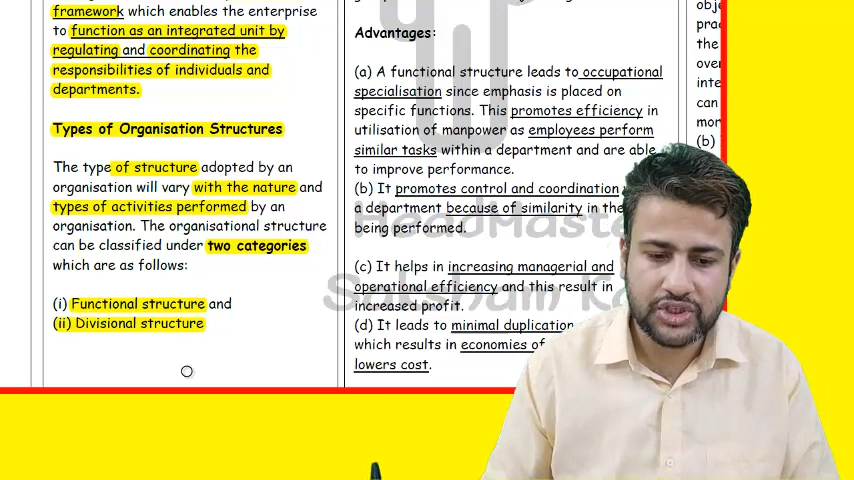 framework which enables the enterprise
to function as an integrated unit by
regulating and coordinating the
responsibilities of individuals and
departments.
Types of Organisation Structures
The type of structure adopted by an
organisation will vary with the nature and
types of activities performed by an
organisation. The organisational structure
can be classified under two categories
which are as follows:
(i) Functional structure and
(ii) Divisional structure
Advantages:
(a) A functional structure leads to occupational
specialisation since emphasis is placed on
specific functions. This promotes efficiency in
utilisation of manpower as employees perform
similar tasks within a department and are able
to improve performance.
(b) It promotes control and coordination
a department because of similarity in the
being performed.
(c) It helps in increasing managerial and
operational efficiency and this result in
increased profit.
(d) It leads to minimal duplication
which results in economies of
lowers cost.
the
can
(b)
HeadMaste
Saksham Ka